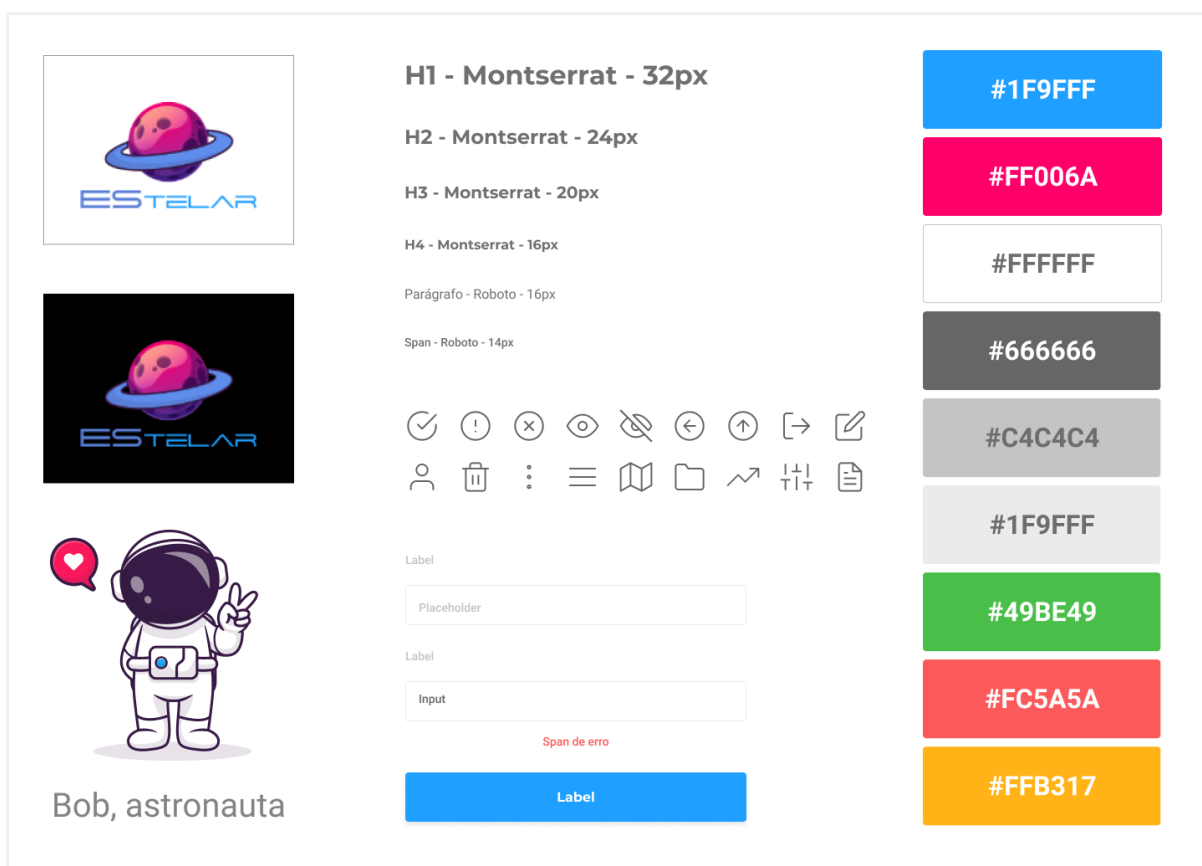 ESTELAR
ESTELAR
Bob, astronauta
H1 - Montserrat - 32px
H2 - Montserrat - 24px
H3 - Montserrat - 20px
H4 - Montserrat - 16px
Parágrafo - Roboto - 16px
Span - Roboto - 14px
Label
Placeholder
Label
Input
Span de erro
Label
#1F9FFF
#FF006A
#FFFFFF
#666666
#C4C4C4
#1F9FFF
#49BE49
#FC5A5A
#FFB317